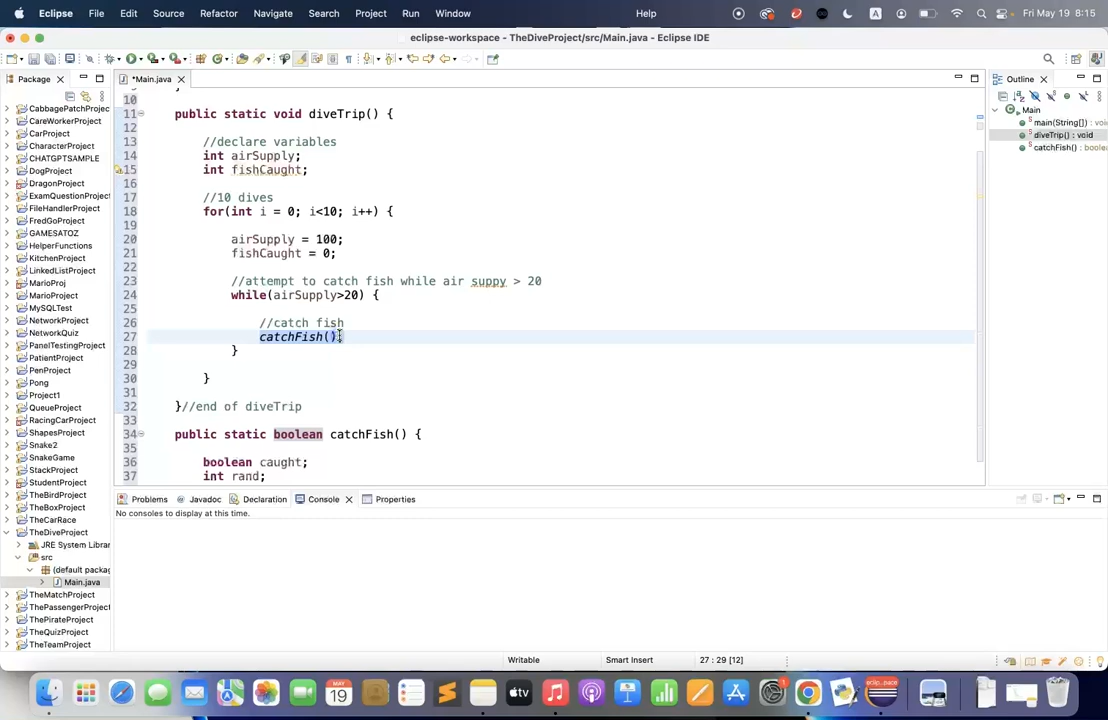 Eclipse File Edit Source Refactor Navigate Search Project Run Window Help Fri May 19 8:15
eclipse-workspace - TheDiveProject/src/Main.java - Eclipse IDE
Package
*Main.java
Outline
CabbagePatchProjec
CareWorkerProject
CarProject
CharacterProject
CHATGPTSAMPLE
DogProject
DragonProject
ExamQuestionProject
FileHandlerProject
FredGoProject
GAMESATOZ
HelperFunctions
KitchenProject
LinkedListProject
MarioProj
MarioProject
MySQLTest
NetworkProject
NetworkQuiz
PanelTestingProject
PatientProject
PenProject
Pong
Project1
QueueProject
RacingCarProject
ShapesProject
Snake2
SnakeGame
StackProject
StudentProject
TheBirdProject
TheBoxProject
TheCarRace
TheDiveProject
JRE System Librar
src
(default packag
Main.java
TheMatchProject
ThePassengerProject
ThePirateProject
TheQuizProject
TheTeamProject
10
11 public static void diveTrip() {
12
13 //declare variables
14 int airSupply;
15 int fishCaught;
16
17 //10 dives
18 for(int i = 0; i<10; i++) {
19
20 airSupply = 100;
21 fishCaught = 0;
22
23 //attempt to catch fish while air suppy > 20
24 while(airSupply>20) {
25
26 //catch fish
27 catchFish();
28 }
29
30 }
31
32 }//end of diveTrip
33
34 public static boolean catchFish() {
35
36 boolean caught;
37 int rand;
Main
main(String[]) : void
diveTrip() : void
catchFish() : boolea
Problems Javadoc Declaration Console Properties
No consoles to display at this time.
Writable Smart Insert 27 : 29 [12]
MAY
19
tv